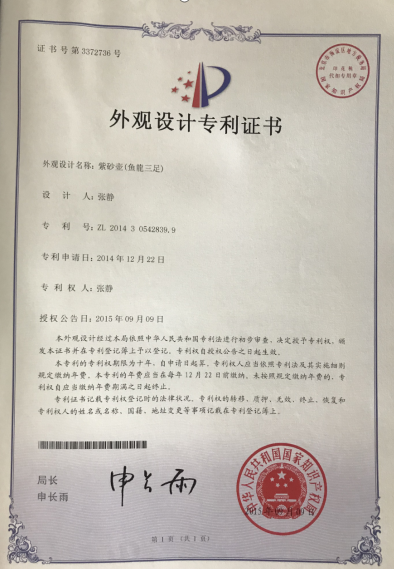 证书号第3372736号
外观设计专利证书
外观设计名称：紫砂壶(鱼龍三足)
设计人：张静
专利号：ZL 2014 3 0542839.9
专利申请日：2014年12月22日
专利权人：张静
授权公告日：2015年09月09日
本外观设计经过本局依照中华人民共和国专利法进行初步审查，决定授予专利权，颁
发本证书并在专利登记簿上予以登记。专利权自授权公告之日起生效。
本专利的专利权期限为十年，自申请日起算。专利权人应当依照专利法及其实施细则
规定缴纳年费。本专利的年费应当在每年12月22日前缴纳。未按照规定缴纳年费的，专利
权自应当缴纳年费期满之日起终止。
专利证书记载专利权登记时的法律状况。专利权的转移、质押、无效、终止、恢复和
专利权人的姓名或名称、国籍、地址变更等事项记载在专利登记簿上。
局长
申长雨
申长雨
中华人民共和国国家知识产权局
第1页（共1页）